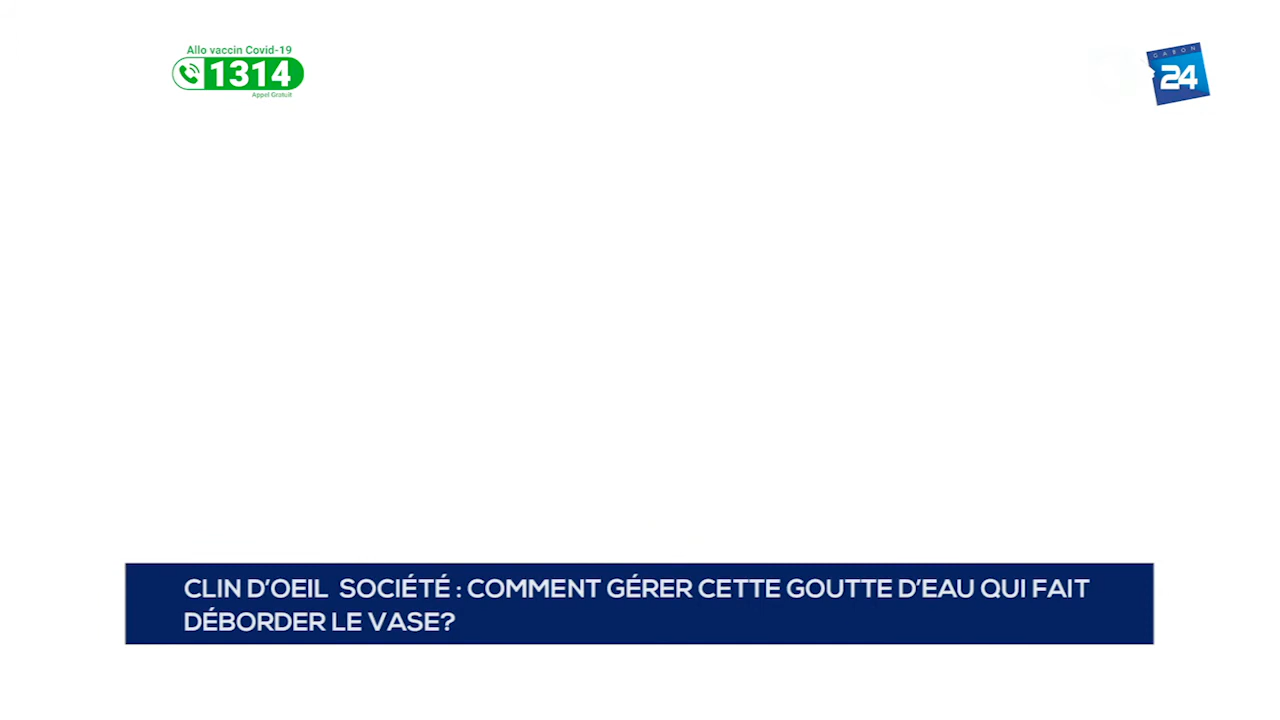 Allo vaccin Covid-19
1314
Appel Gratuit
GABON
24
CLIN D'OEIL SOCIÉTÉ : COMMENT GÉRER CETTE GOUTTE D'EAU QUI FAIT
DÉBORDER LE VASE?